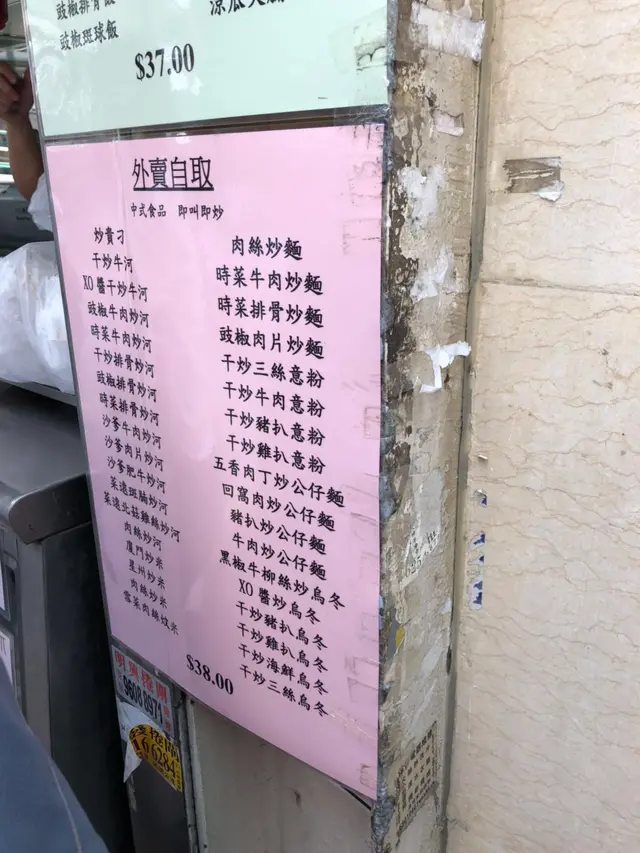 豉椒排骨飯
豉椒斑球飯
$37.00
外賣自取
中式食品 即叫即炒
炒貴刁
干炒牛河
XO醬干炒牛河
豉椒牛肉炒河
時菜牛肉炒河
干炒排骨炒河
豉椒排骨炒河
時菜排骨炒河
沙爹牛肉炒河
沙爹肉片炒河
沙爹肥牛炒河
菜遠斑腩炒河
菜遠北菇雞絲炒河
肉絲炒河
廈門炒米
星州炒米
肉絲炒米
雪菜肉絲炆米
肉絲炒麵
時菜牛肉炒麵
時菜排骨炒麵
豉椒肉片炒麵
干炒三絲意粉
干炒牛肉意粉
干炒豬扒意粉
干炒雞扒意粉
五香肉丁炒公仔麵
回窩肉炒公仔麵
豬扒炒公仔麵
牛肉炒公仔麵
黑椒牛柳絲炒烏冬
XO醬炒烏冬
干炒豬扒烏冬
干炒雞扒烏冬
干炒海鮮烏冬
干炒三絲烏冬
$38.00
9608 8971